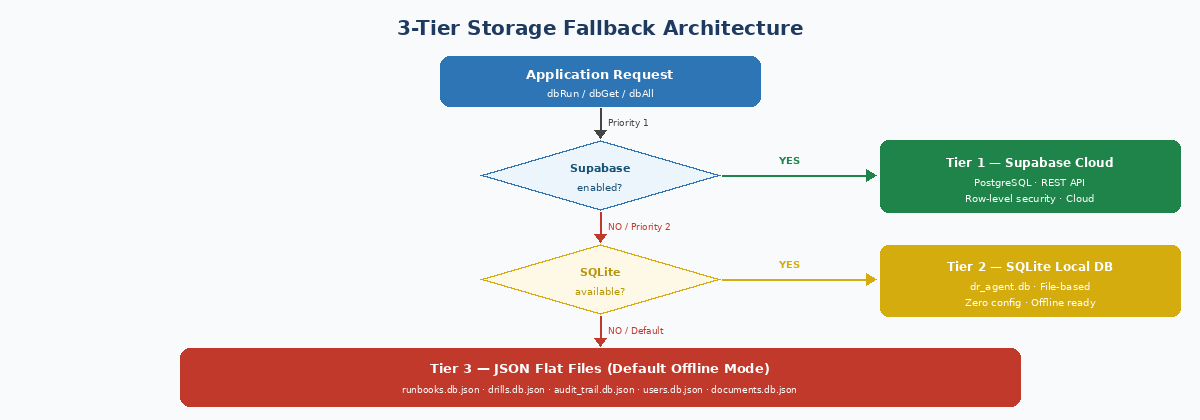 3-Tier Storage Fallback Architecture
Application Request
dbRun / dbGet / dbAll
Priority 1
Supabase
enabled?
YES
Tier 1 — Supabase Cloud
PostgreSQL · REST API
Row-level security · Cloud
NO / Priority 2
SQLite
available?
YES
Tier 2 — SQLite Local DB
dr_agent.db · File-based
Zero config · Offline ready
NO / Default
Tier 3 — JSON Flat Files (Default Offline Mode)
runbooks.db.json · drills.db.json · audit_trail.db.json · users.db.json · documents.db.json